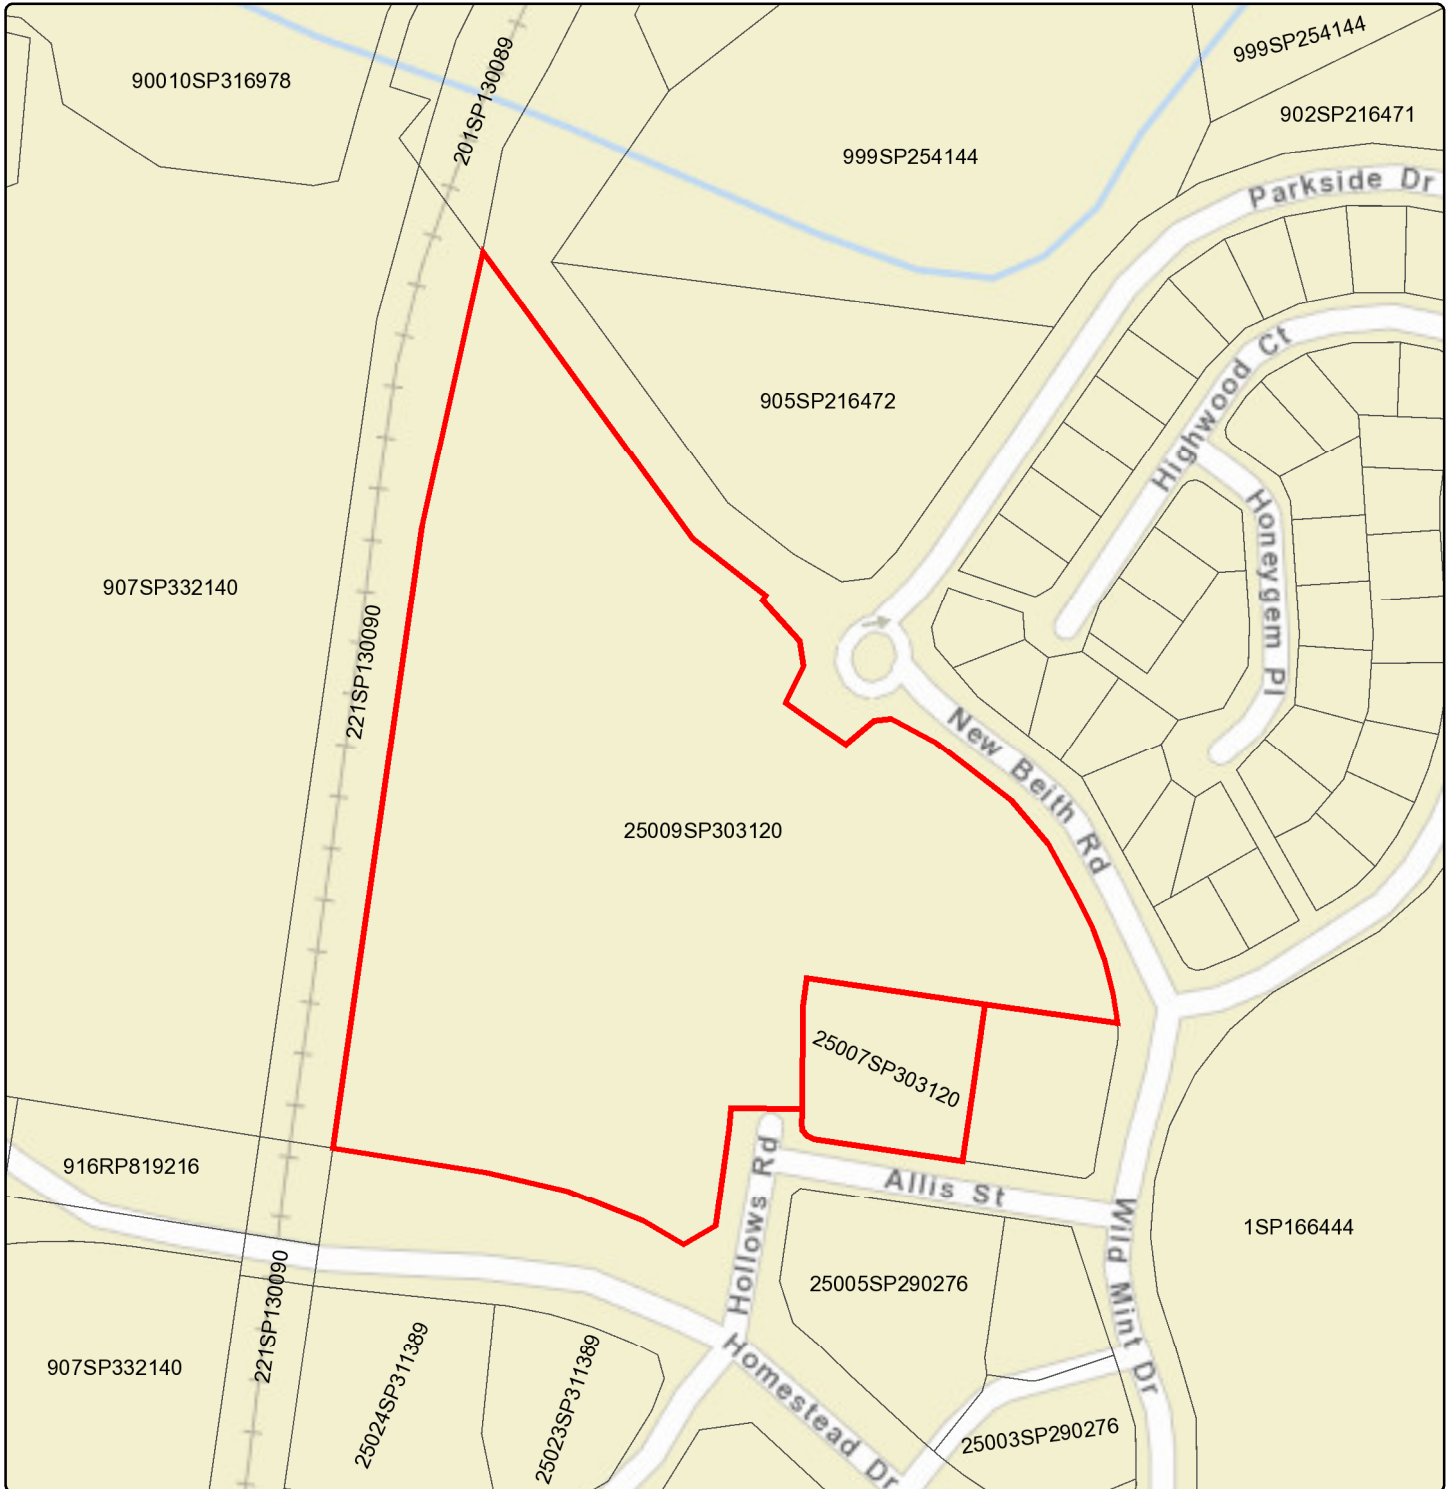 999SP254144
90010SP316978
201SP130089
902SP216471
999SP254144
Parkside Dr
Highwood Ct
905SP216472
Honeygem Pl
907SP332140
221SP130090
New Beith Rd
25009SP303120
25007SP303120
916RP819216
Allis St
Hollows Rd
Wild Mint Dr
1SP166444
25005SP290276
221SP130090
907SP332140
25024SP311389
25023SP311389
Homestead Dr
25003SP290276